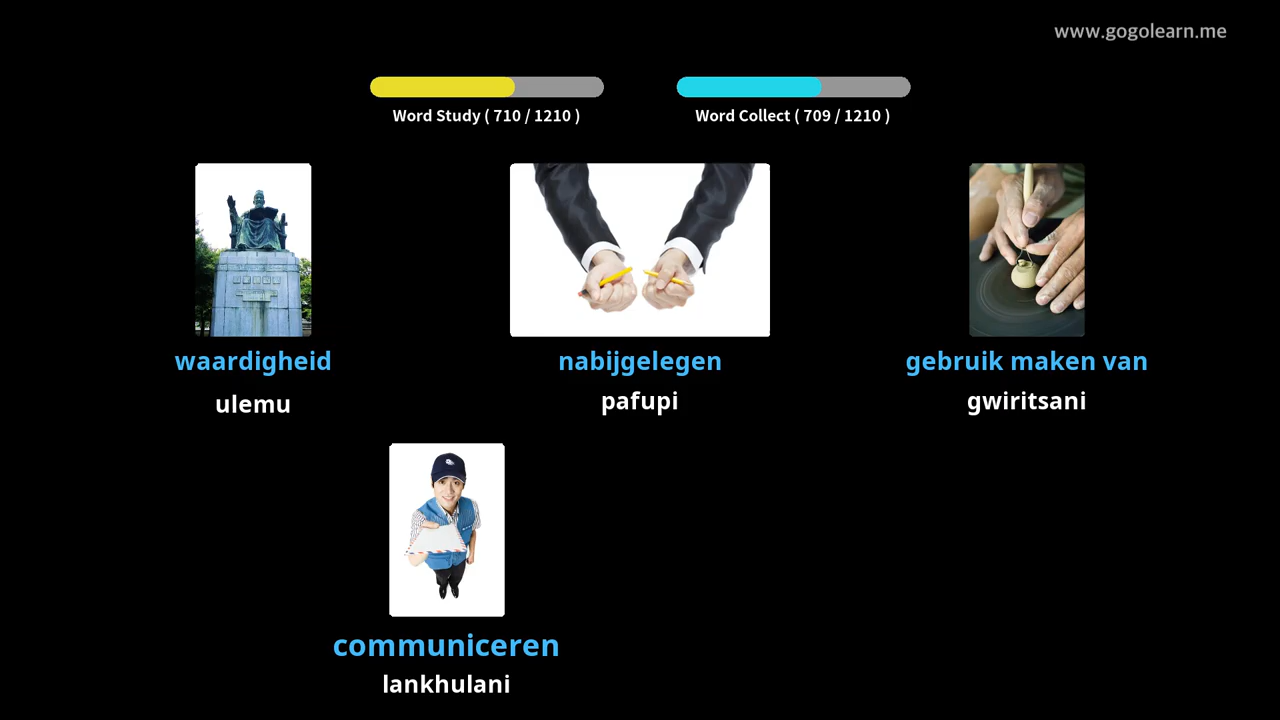 www.gogolearn.me
Word Study ( 710 / 1210 )
Word Collect ( 709 / 1210 )
waardigheid
ulemu
nabijgelegen
pafupi
gebruik maken van
gwiritsani
communiceren
lankhulani